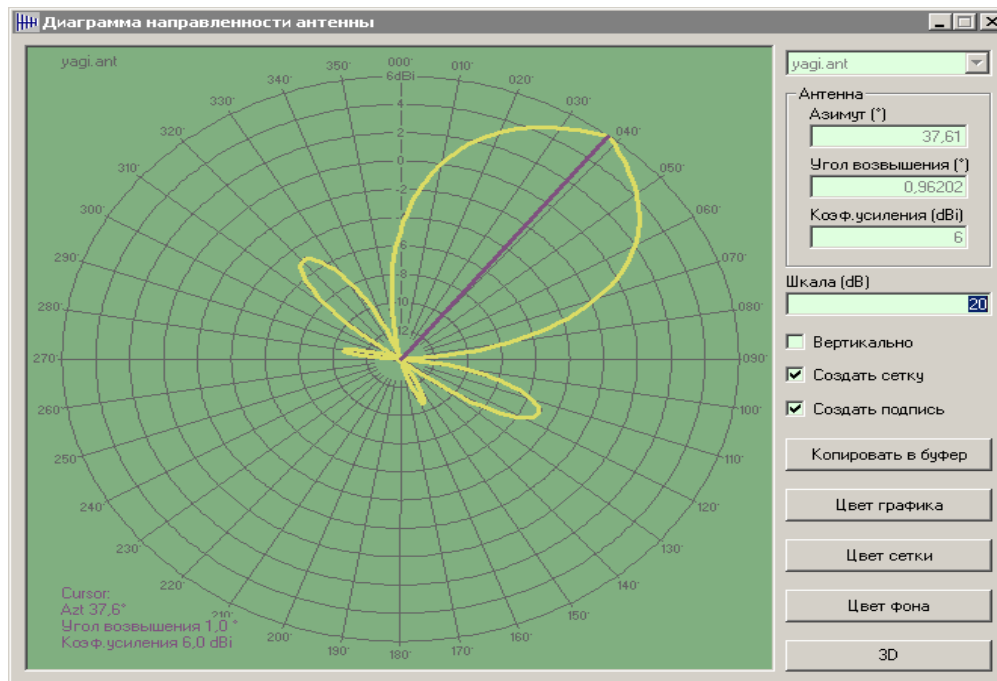 Диаграмма направленности антенны
yagi.ant
000·
6dBi
010·
020·
030·
040·
050·
060·
070·
080·
090·
100·
110·
120·
130·
140·
150·
160·
170·
180·
190·
200·
210·
220·
230·
240·
250·
260·
270·
280·
290·
300·
310·
320·
330·
340·
350·
4
2
0
-2
-4
-6
-8
-10
-12
Cursor:
Azt 37,6°
Угол возвышения 1,0 °
Коэф.усиления 6,0 dBi
yagi.ant
Антенна
Азимут (°)
37,61
Угол возвышения (°)
0,96202
Коэф.усиления (dBi)
6
Шкала (dB)
20
Вертикально
Создать сетку
Создать подпись
Копировать в буфер
Цвет графика
Цвет сетки
Цвет фона
3D